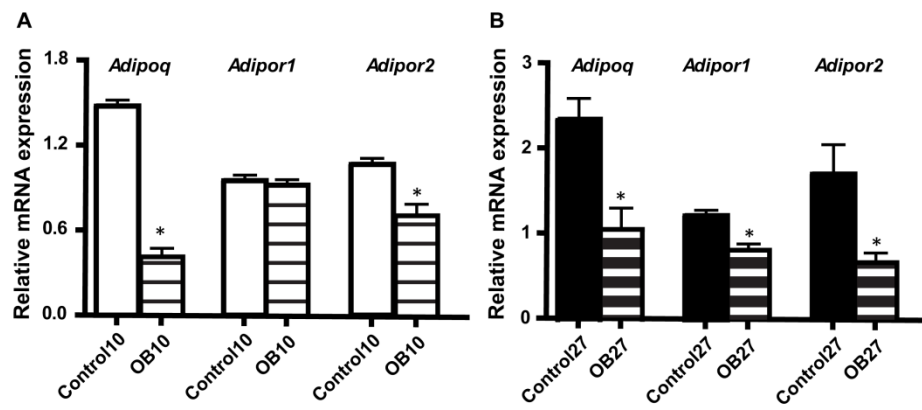 A
Relative mRNA expression
1.8
1.2
0.6
0.0
Adipoq Adipor1 Adipor2
*
*
Control10 OB10 Control10 OB10 Control10 OB10
B
Relative mRNA expression
3
2
1
0
Adipoq Adipor1 Adipor2
*
*
*
Control27 OB27 Control27 OB27 Control27 OB27